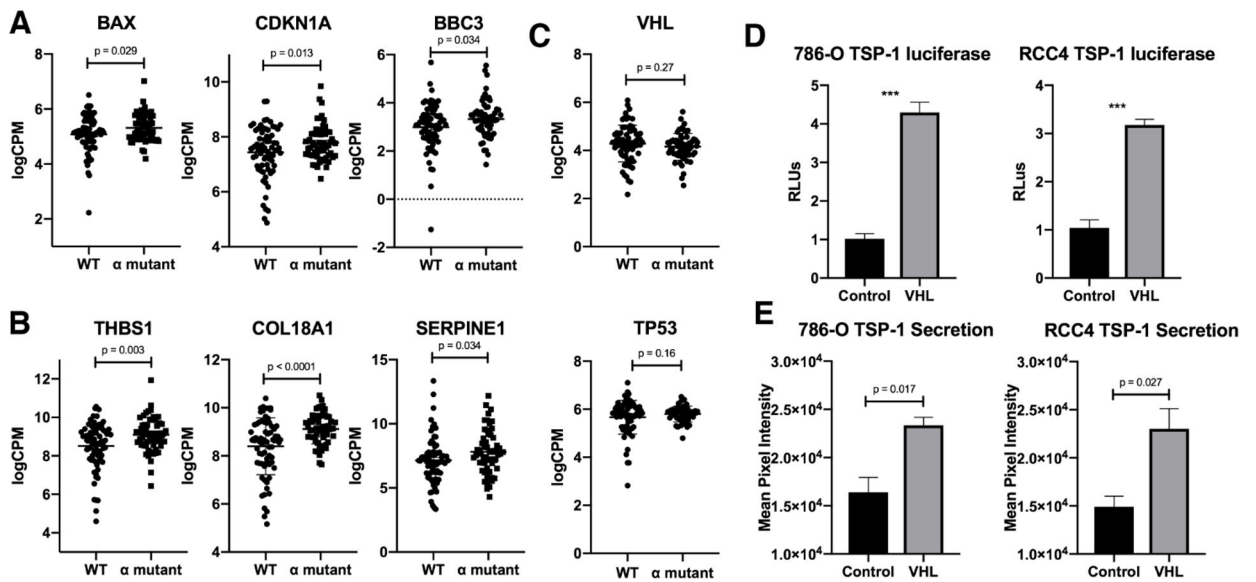 A
BAX
p = 0.029
logCPM
8
6
4
2
WT α mutant
CDKN1A
p = 0.013
logCPM
10
8
6
4
WT α mutant
BBC3
p = 0.034
logCPM
6
4
2
0
-2
WT α mutant
C
VHL
p = 0.27
logCPM
8
6
4
2
0
WT α mutant
D
786-O TSP-1 luciferase
***
RLUs
5
4
3
2
1
0
Control VHL
RCC4 TSP-1 luciferase
***
RLus
4
3
2
1
0
Control VHL
B
THBS1
p = 0.003
logCPM
12
10
8
6
4
WT α mutant
COL18A1
p < 0.0001
logCPM
12
10
8
6
4
WT α mutant
SERPINE1
p = 0.034
logCPM
15
10
5
0
WT α mutant
TP53
p = 0.16
logCPM
8
6
4
2
0
WT α mutant
E
786-O TSP-1 Secretion
p = 0.017
Mean Pixel Intensity
3.0×10⁴
2.5×10⁴
2.0×10⁴
1.5×10⁴
1.0×10⁴
Control VHL
RCC4 TSP-1 Secretion
p = 0.027
Mean Pixel Intensity
3.0×10⁴
2.5×10⁴
2.0×10⁴
1.5×10⁴
1.0×10⁴
Control VHL